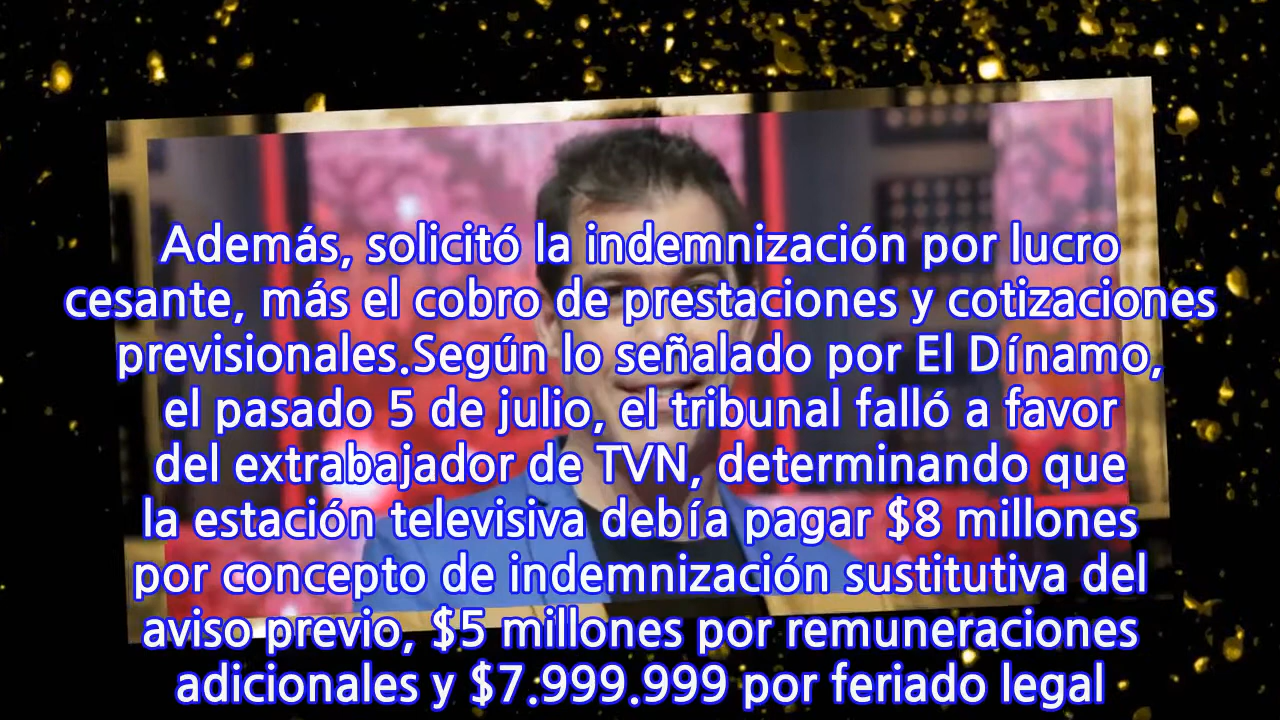 Además, solicitó la indemnización por lucro
cesante, más el cobro de prestaciones y cotizaciones
previsionales.Según lo señalado por El Dínamo,
el pasado 5 de julio, el tribunal falló a favor
del extrabajador de TVN, determinando que
la estación televisiva debía pagar $8 millones
por concepto de indemnización sustitutiva del
aviso previo, $5 millones por remuneraciones
adicionales y $7.999.999 por feriado legal